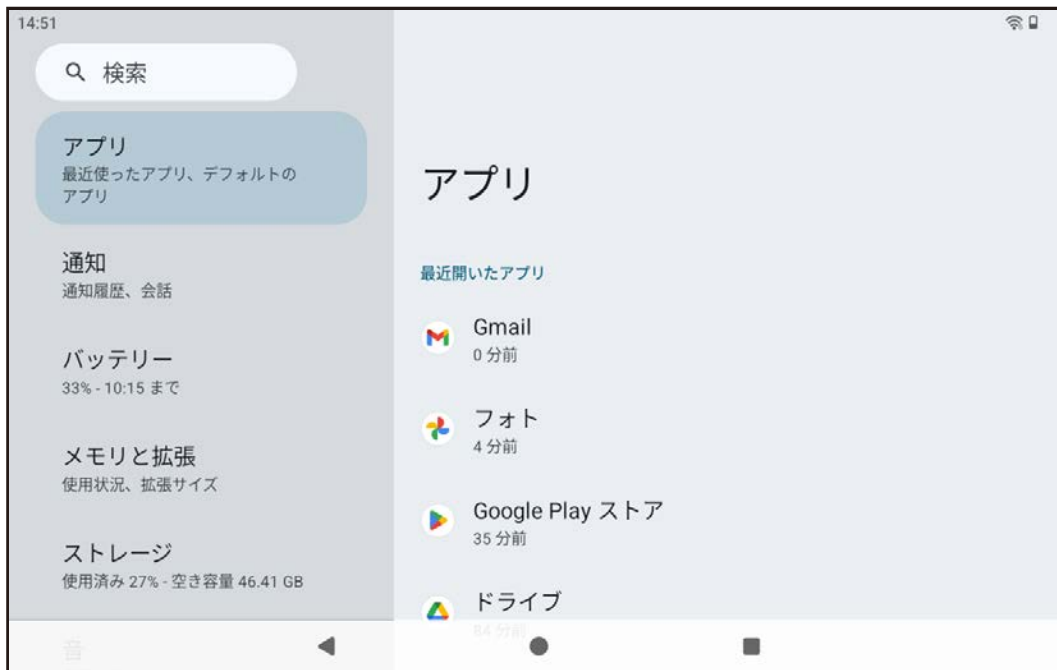 14:51
検索
アプリ
最近使ったアプリ、デフォルトの
アプリ
通知
通知履歴、会話
バッテリー
33% - 10:15 まで
メモリと拡張
使用状況、拡張サイズ
ストレージ
使用済み 27% - 空き容量 46.41 GB
音
アプリ
最近開いたアプリ
Gmail
0 分前
フォト
4 分前
Google Play ストア
35 分前
ドライブ
84 分前